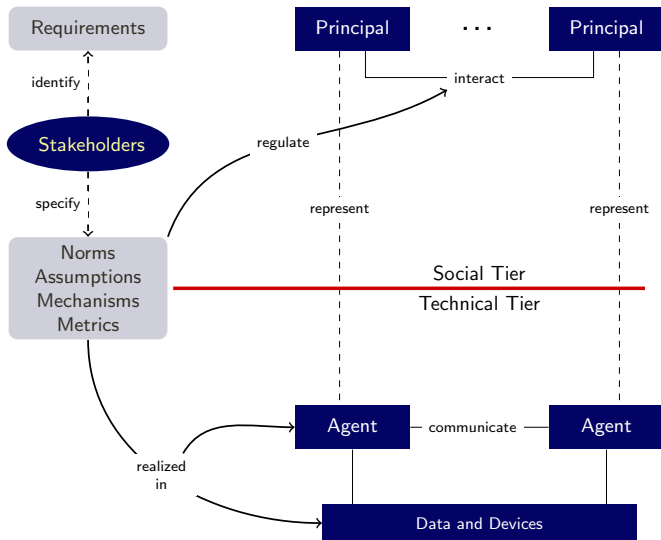 Requirements
Principal
...
Principal
identify
interact
Stakeholders
regulate
specify
represent
represent
Norms
Assumptions
Mechanisms
Metrics
Social Tier
Technical Tier
Agent
communicate
Agent
realized
in
Data and Devices